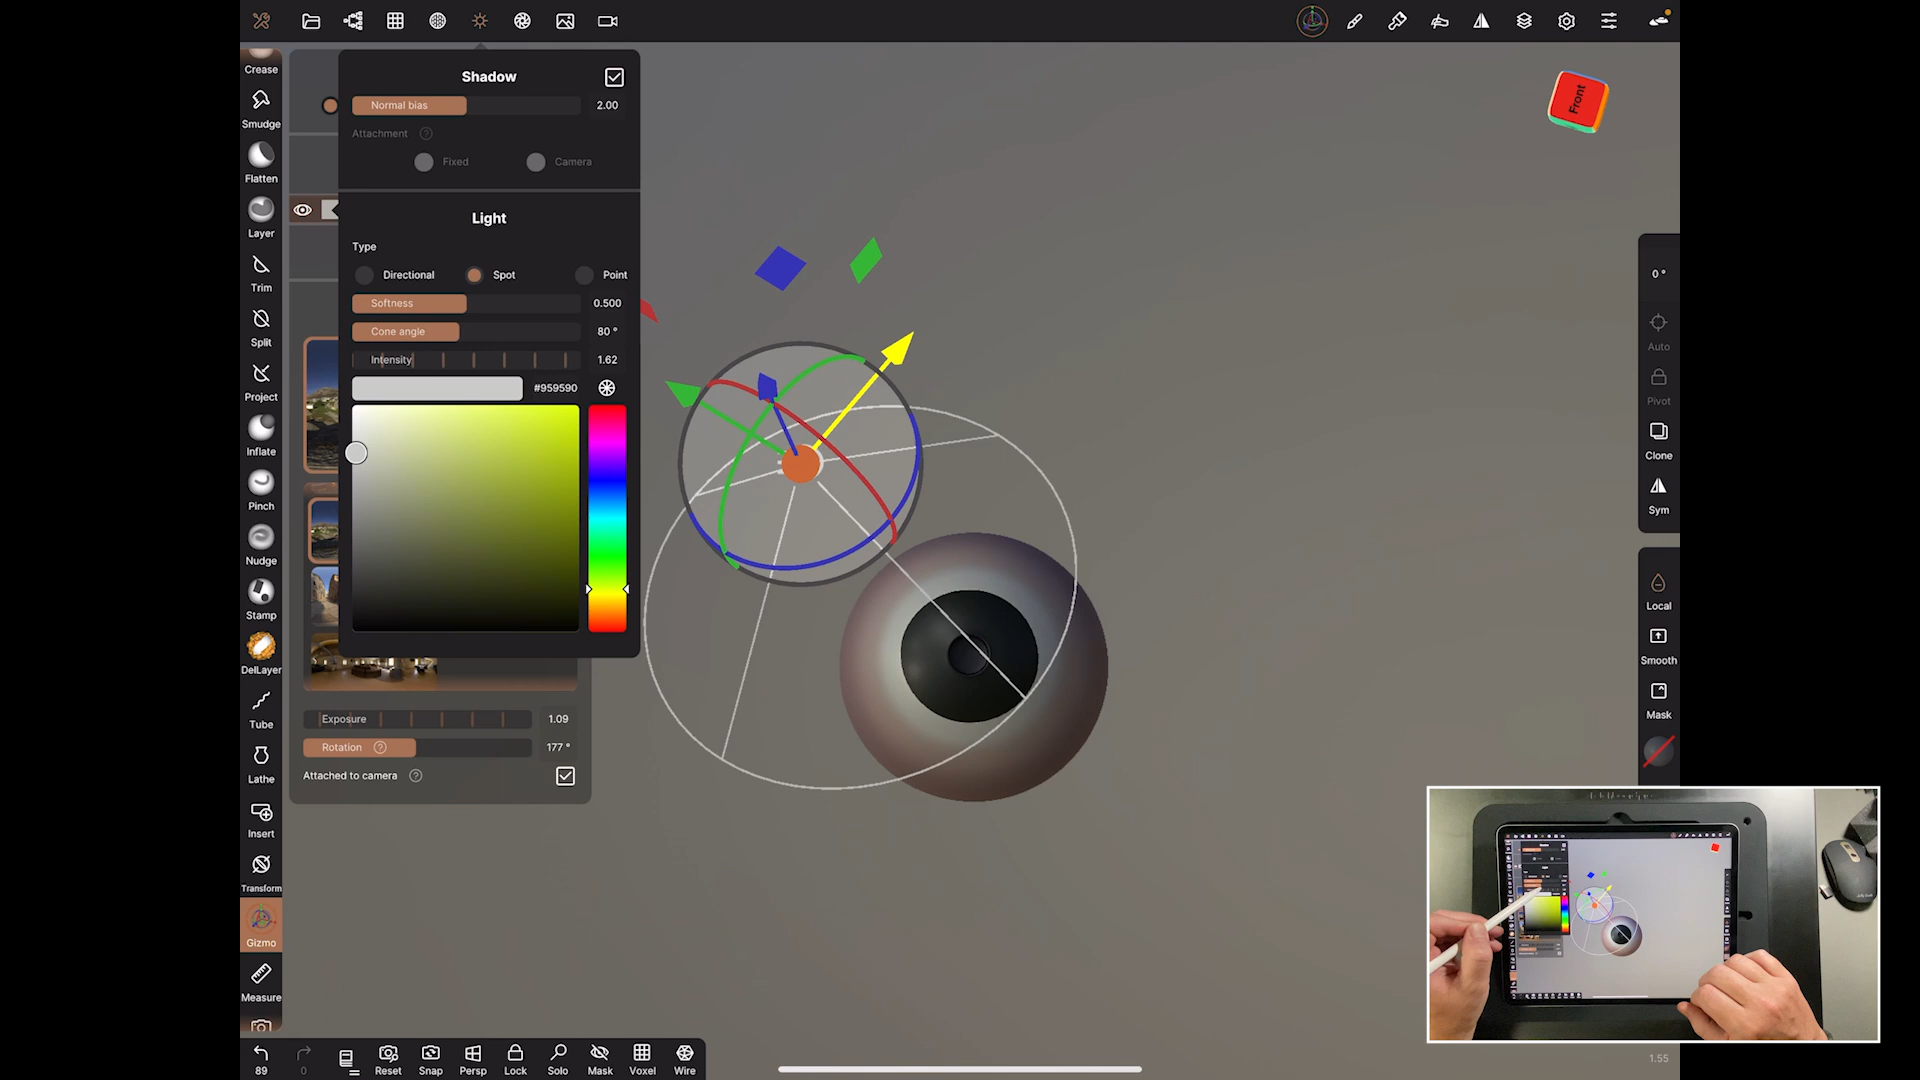 Shadow
Normal bias 2.00
Attachment ?
Fixed Camera
Light
Type
Directional Spot Point
Softness 0.500
Cone angle 80 °
Intensity 1.62
#959590
Exposure 1.09
Rotation ? 177 °
Attached to camera ?
Crease
Smudge
Flatten
Layer
Trim
Split
Project
Inflate
Pinch
Nudge
Stamp
DelLayer
Tube
Lathe
Insert
Transform
Gizmo
Measure
89
0
Reset
Snap
Persp
Lock
Solo
Mask
Voxel
Wire
Front
0 °
Auto
Pivot
Clone
Sym
Local
Smooth
Mask
1.55